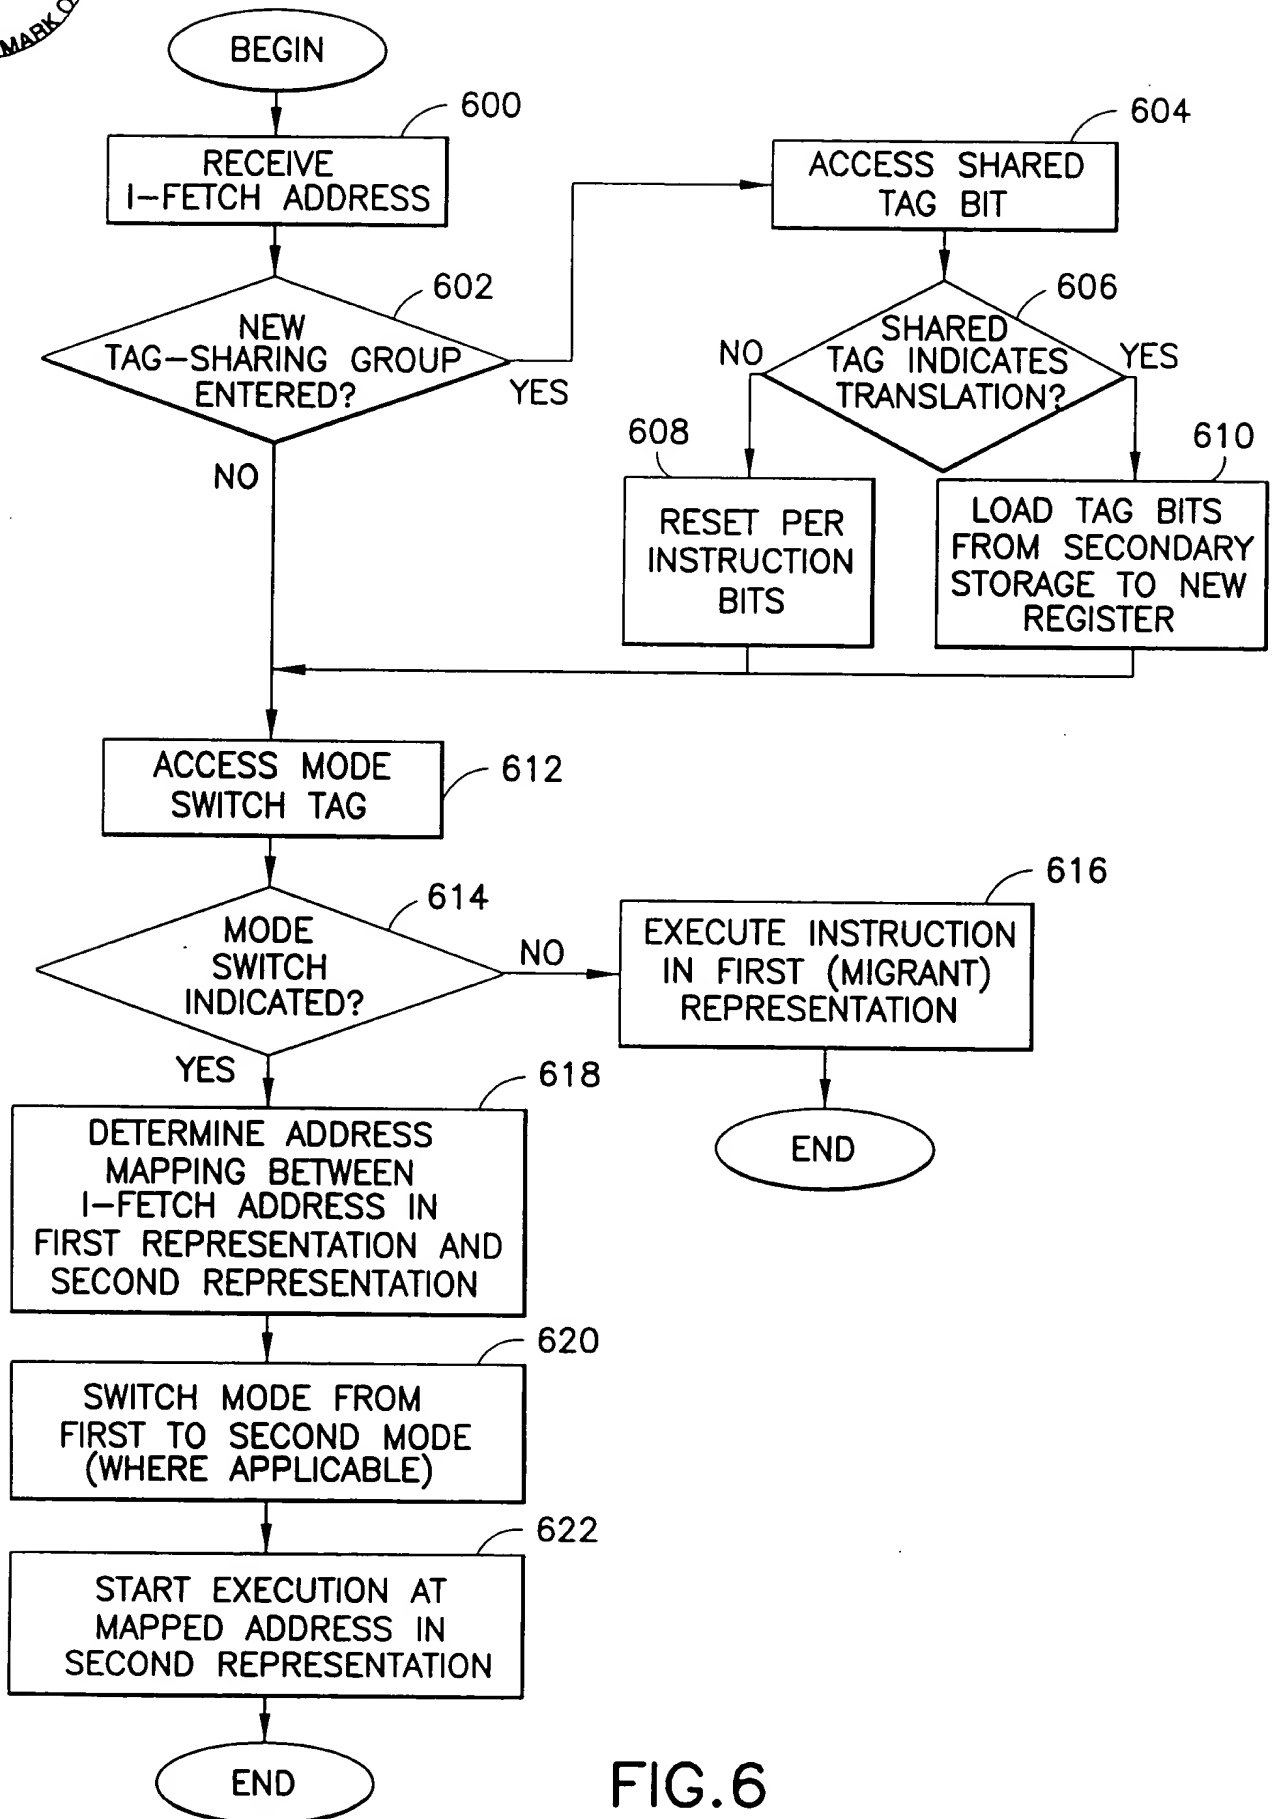 MARK O
BEGIN
600
RECEIVE
I-FETCH ADDRESS
602
NEW
TAG-SHARING GROUP
ENTERED?
YES
NO
604
ACCESS SHARED
TAG BIT
606
SHARED
TAG INDICATES
TRANSLATION?
NO
YES
608
RESET PER
INSTRUCTION
BITS
610
LOAD TAG BITS
FROM SECONDARY
STORAGE TO NEW
REGISTER
ACCESS MODE
SWITCH TAG
612
614
MODE
SWITCH
INDICATED?
NO
YES
616
EXECUTE INSTRUCTION
IN FIRST (MIGRANT)
REPRESENTATION
END
618
DETERMINE ADDRESS
MAPPING BETWEEN
I-FETCH ADDRESS IN
FIRST REPRESENTATION AND
SECOND REPRESENTATION
620
SWITCH MODE FROM
FIRST TO SECOND MODE
(WHERE APPLICABLE)
622
START EXECUTION AT
MAPPED ADDRESS IN
SECOND REPRESENTATION
END
FIG.6